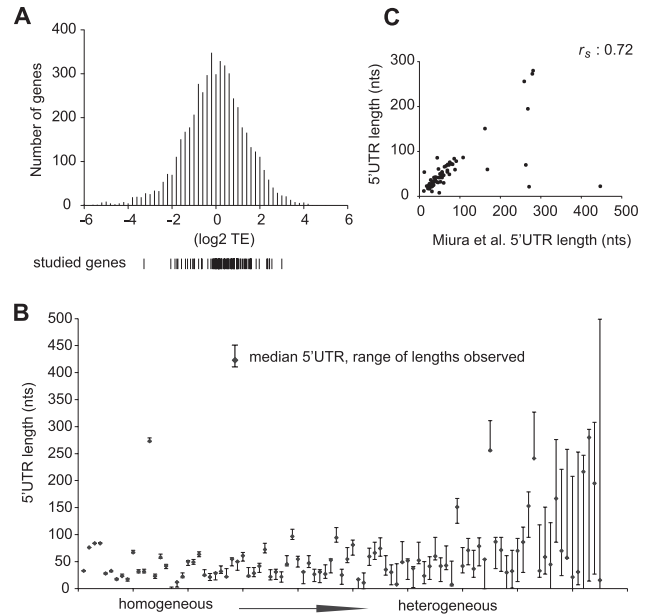 A
Number of genes
400
300
200
100
0
-6 -4 -2 0 2 4 6
(log2 TE)
studied genes
C
r_s : 0.72
5'UTR length (nts)
300
200
100
0
0 100 200 300 400 500
Miura et al. 5'UTR length (nts)
B
5'UTR length (nts)
500
450
400
350
300
250
200
150
100
50
0
median 5'UTR, range of lengths observed
homogeneous heterogeneous